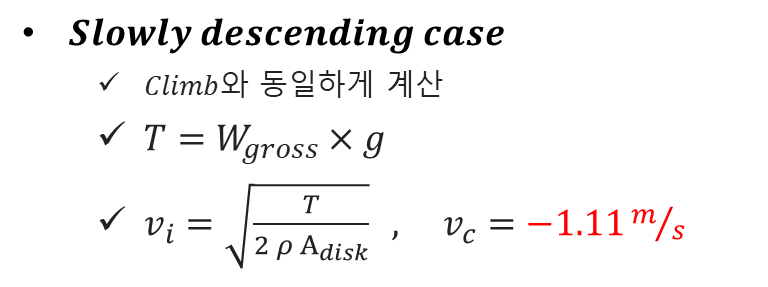 • Slowly descending case
✓ Climb와 동일하게 계산
✓ T = W_gross × g
✓ v_i = √(T / (2 ρ A_disk)) , v_c = −1.11 m/s